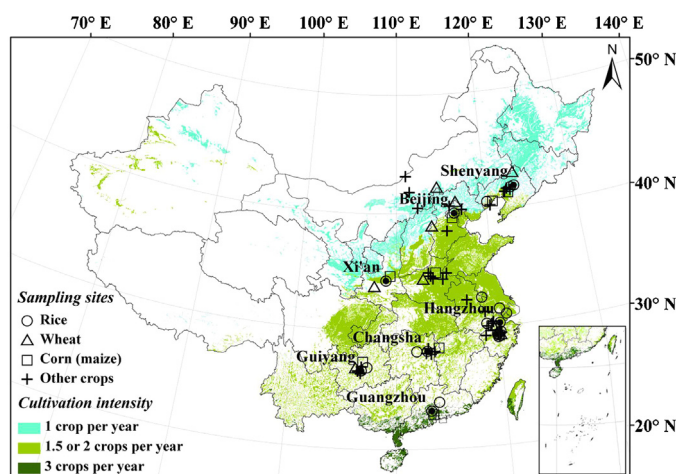 70° E 80° E 90° E 100° E 110° E 120° E 130° E 140° E
N
50° N
40° N
30° N
20° N
Shenyang
Beijing
Xi'an
Hangzhou
Changsha
Guiyang
Guangzhou
Sampling sites
Rice
Wheat
Corn (maize)
Other crops
Cultivation intensity
1 crop per year
1.5 or 2 crops per year
3 crops per year